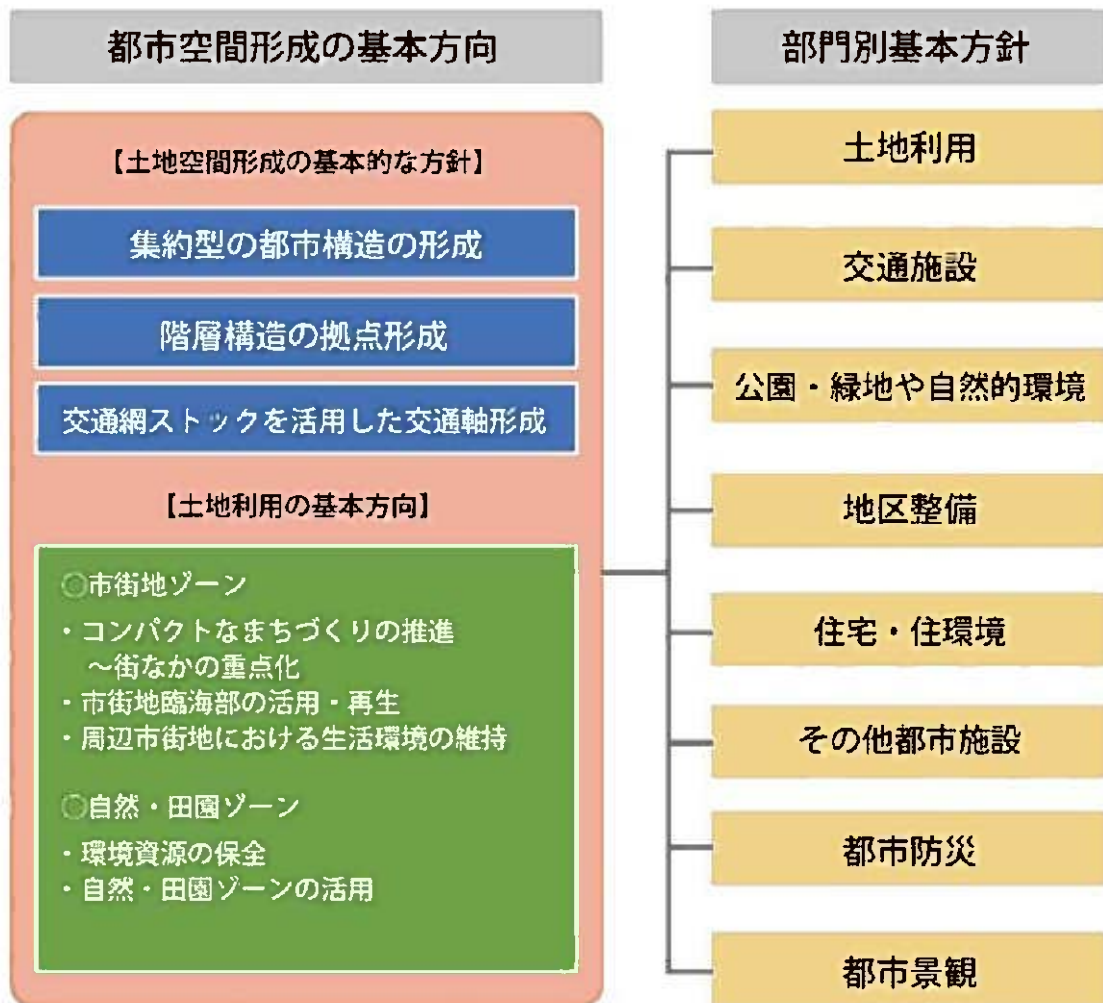 都市空間形成の基本方向
【土地空間形成の基本的な方針】
集約型の都市構造の形成
階層構造の拠点形成
交通網ストックを活用した交通軸形成
【土地利用の基本方向】
◎市街地ゾーン
・コンパクトなまちづくりの推進
～街なかの重点化
・市街地臨海部の活用・再生
・周辺市街地における生活環境の維持
◎自然・田園ゾーン
・環境資源の保全
・自然・田園ゾーンの活用
部門別基本方針
土地利用
交通施設
公園・緑地や自然的環境
地区整備
住宅・住環境
その他都市施設
都市防災
都市景観